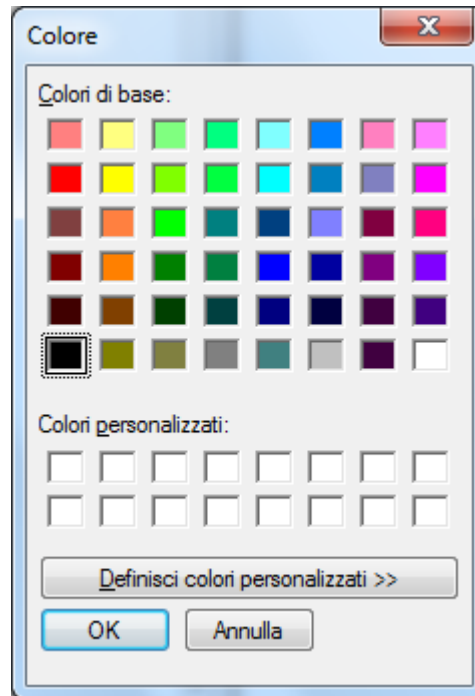 Colore
Colori di base:
Colori personalizzati:
Definisci colori personalizzati >>
OK
Annulla